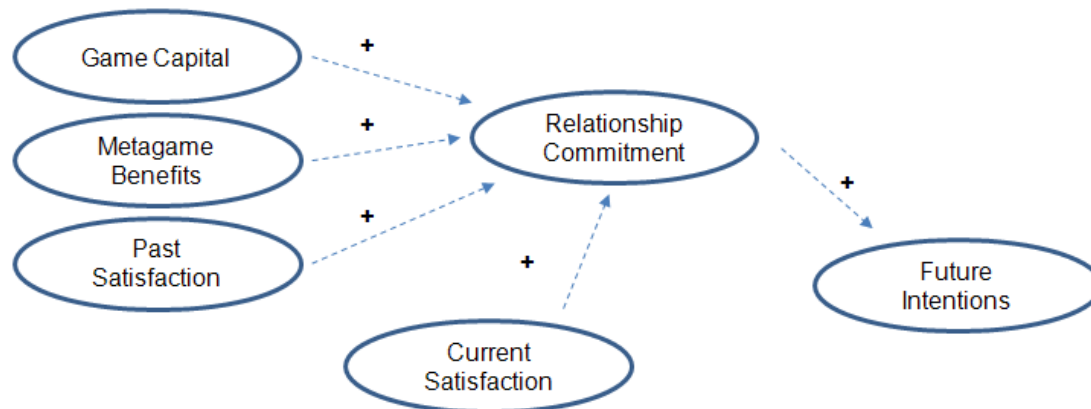 Game Capital
+
Metagame
Benefits
+
Past
Satisfaction
+
Relationship
Commitment
+
Current
Satisfaction
+
Future
Intentions